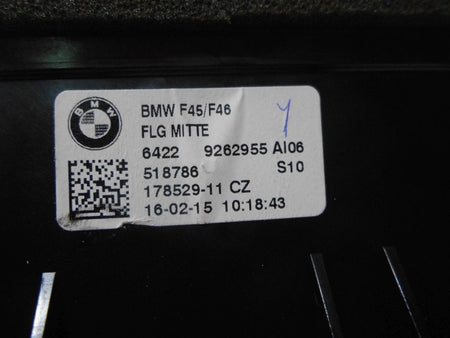 BMW
BMW F45/F46
FLG MITTE
Y
6422 9262955 AI06
518786 S10
178529-11 CZ
16-02-15 10:18:43